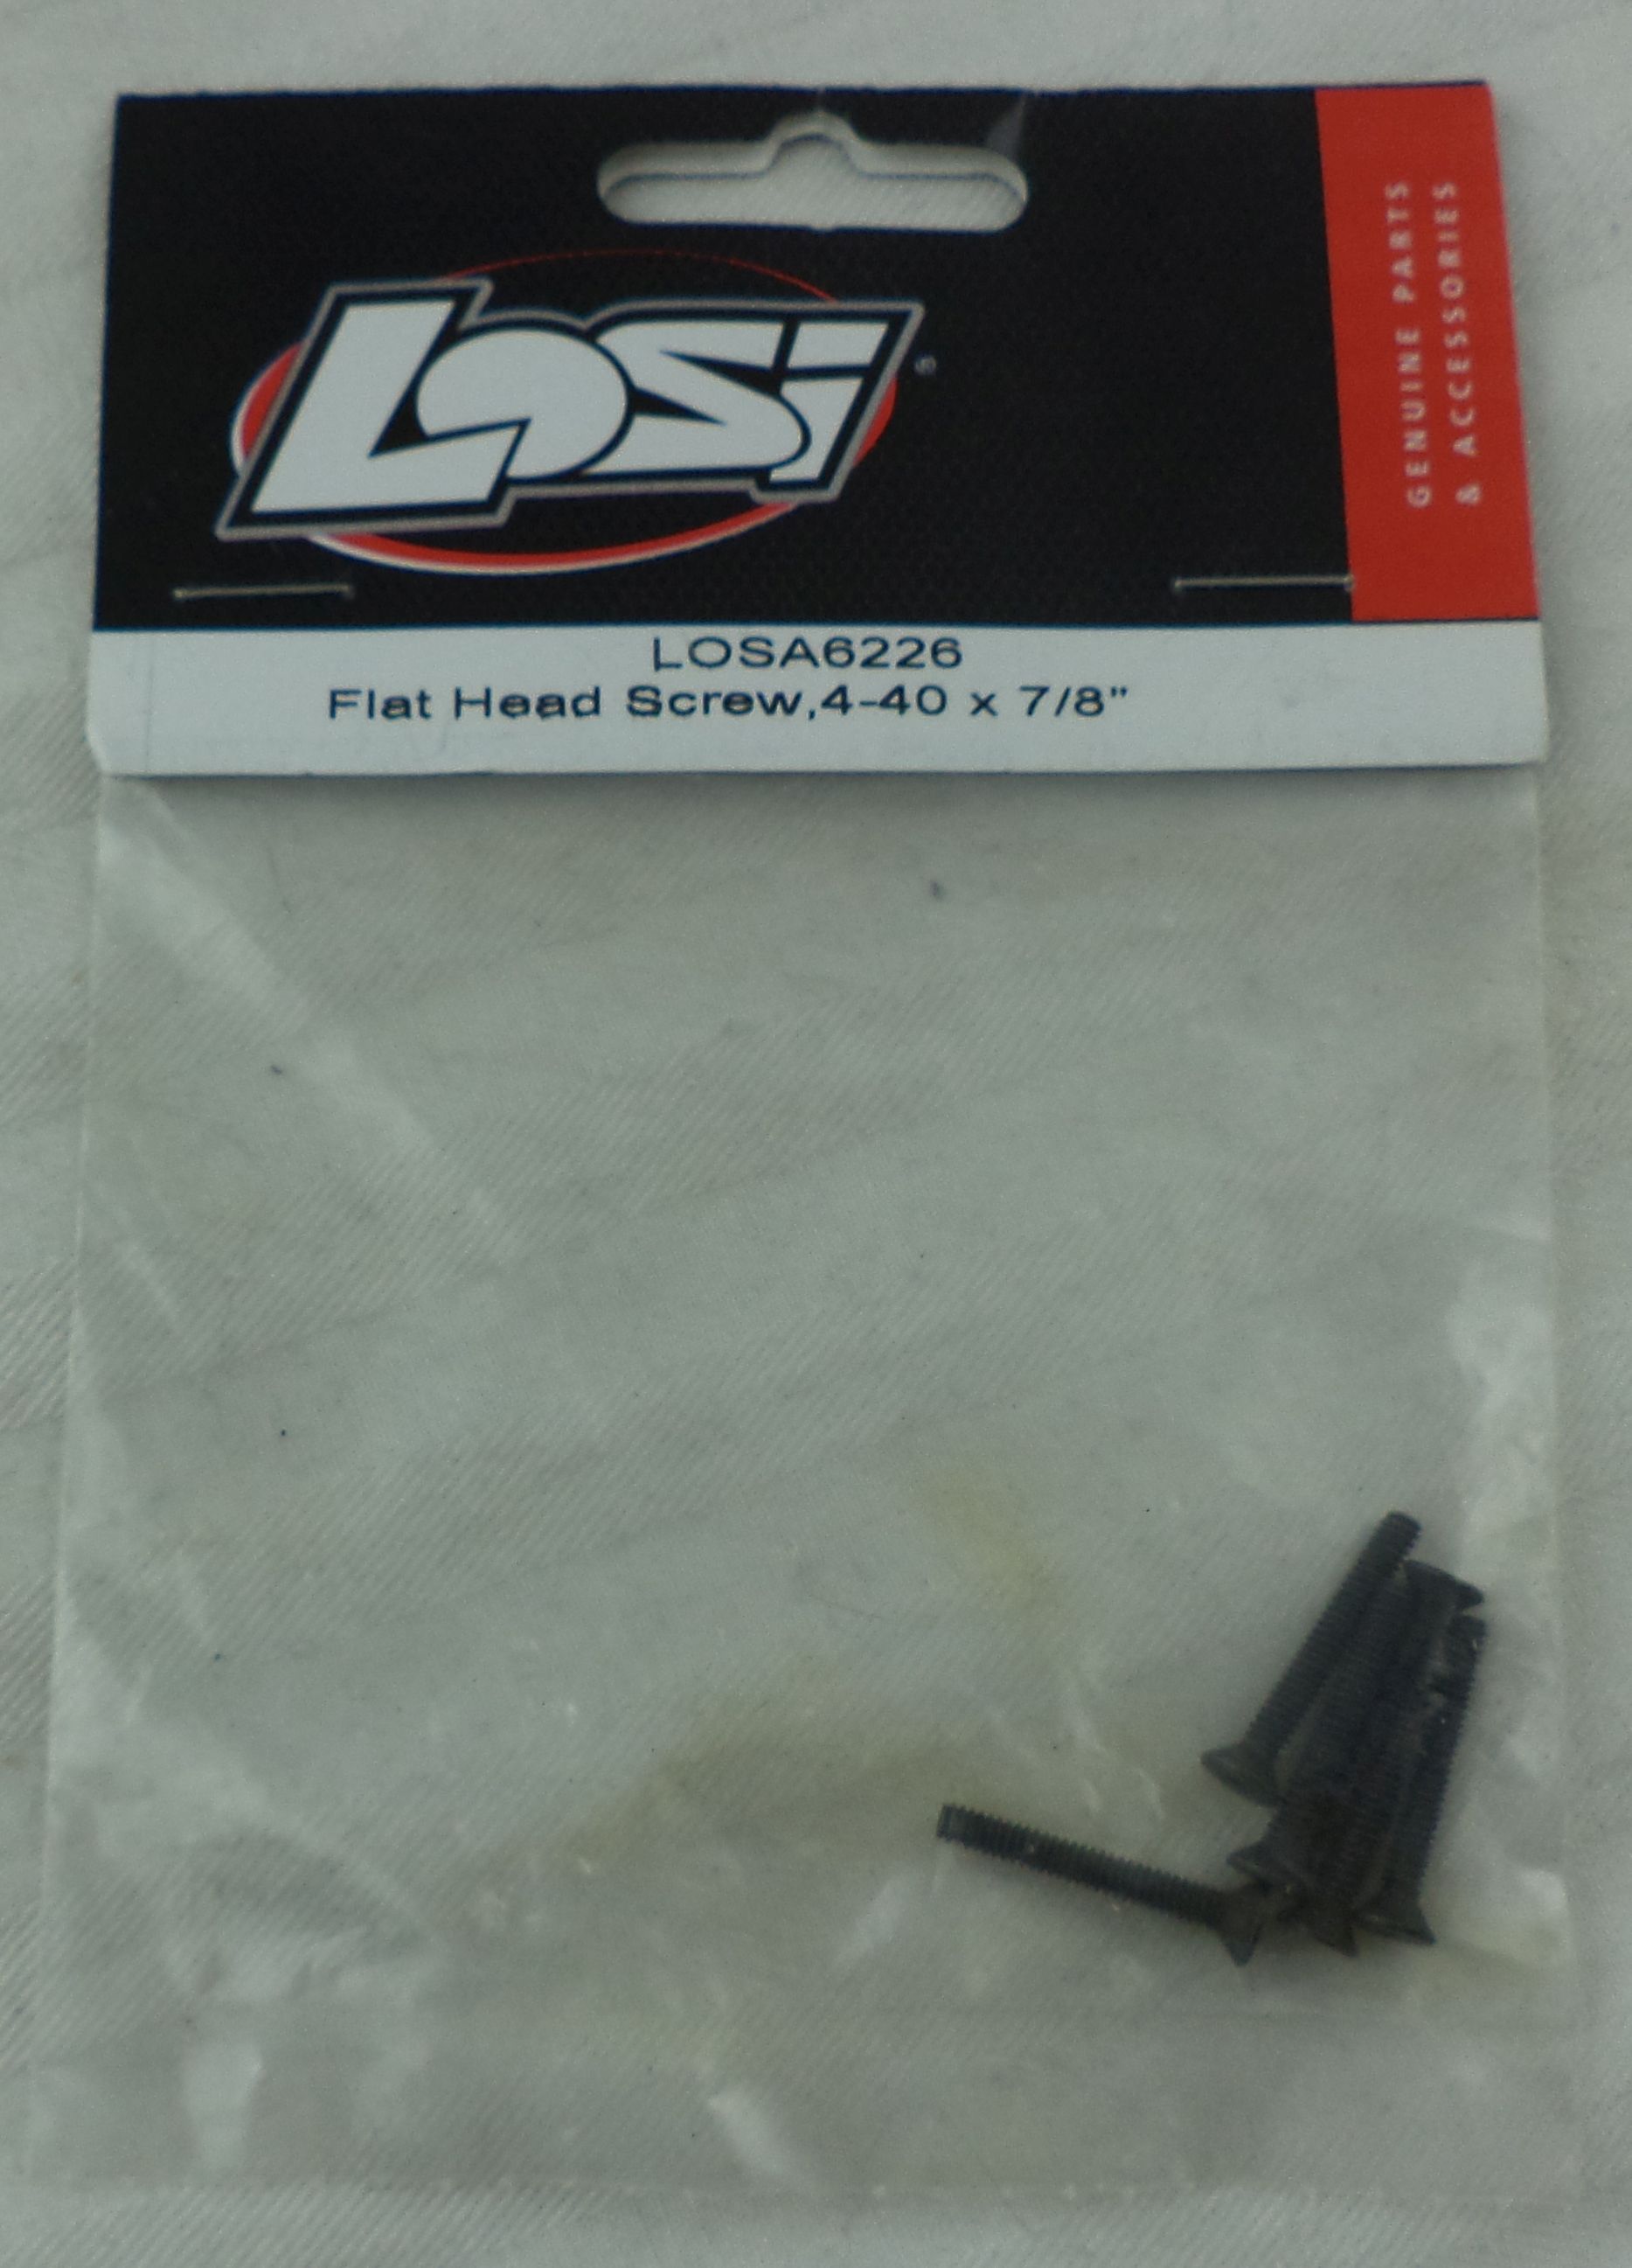 Losi®
GENUINE PARTS
& ACCESSORIES
LOSA6226
Flat Head Screw,4-40 x 7/8"